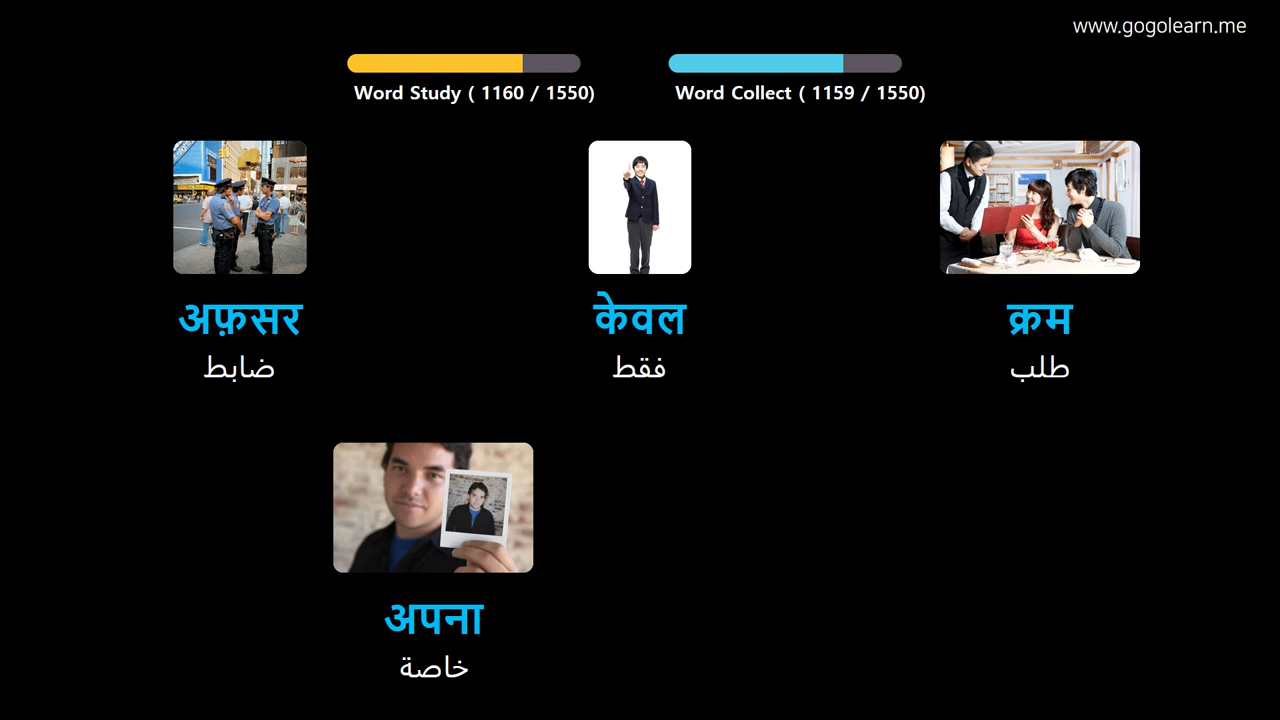 www.gogolearn.me
Word Study ( 1160 / 1550)
Word Collect ( 1159 / 1550)
अफ़सर
ضابط
केवल
فقط
क्रम
طلب
अपना
خاصة